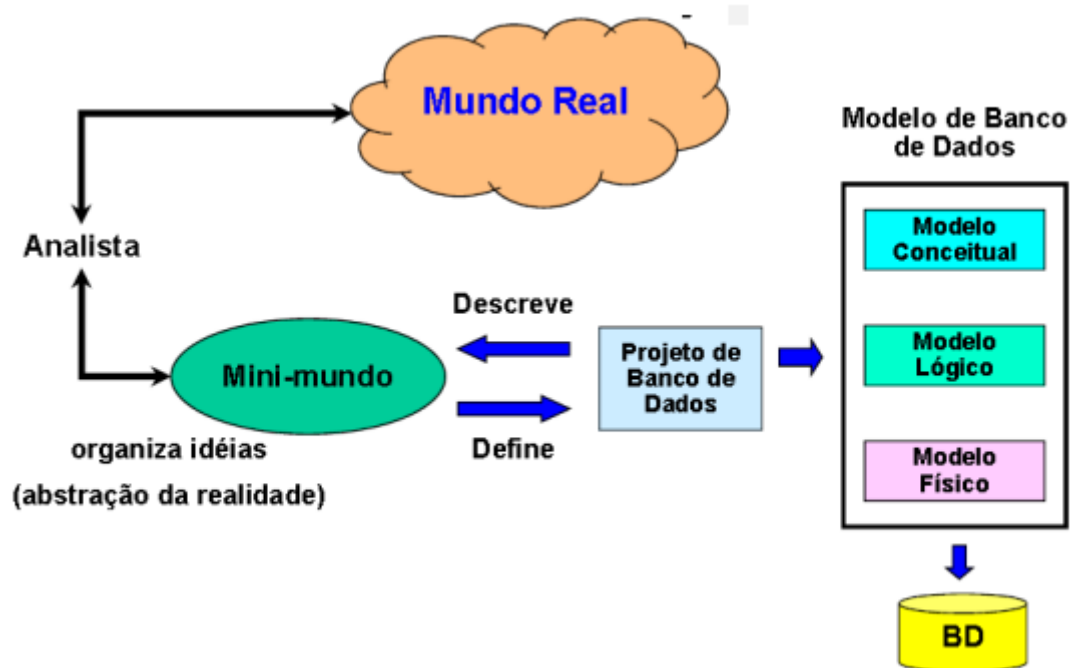 Mundo Real
Modelo de Banco
de Dados
Modelo
Conceitual
Analista
Descreve
Mini-mundo
Projeto de
Banco de
Dados
Modelo
Lógico
organiza idéias
Define
(abstração da realidade)
Modelo
Físico
BD